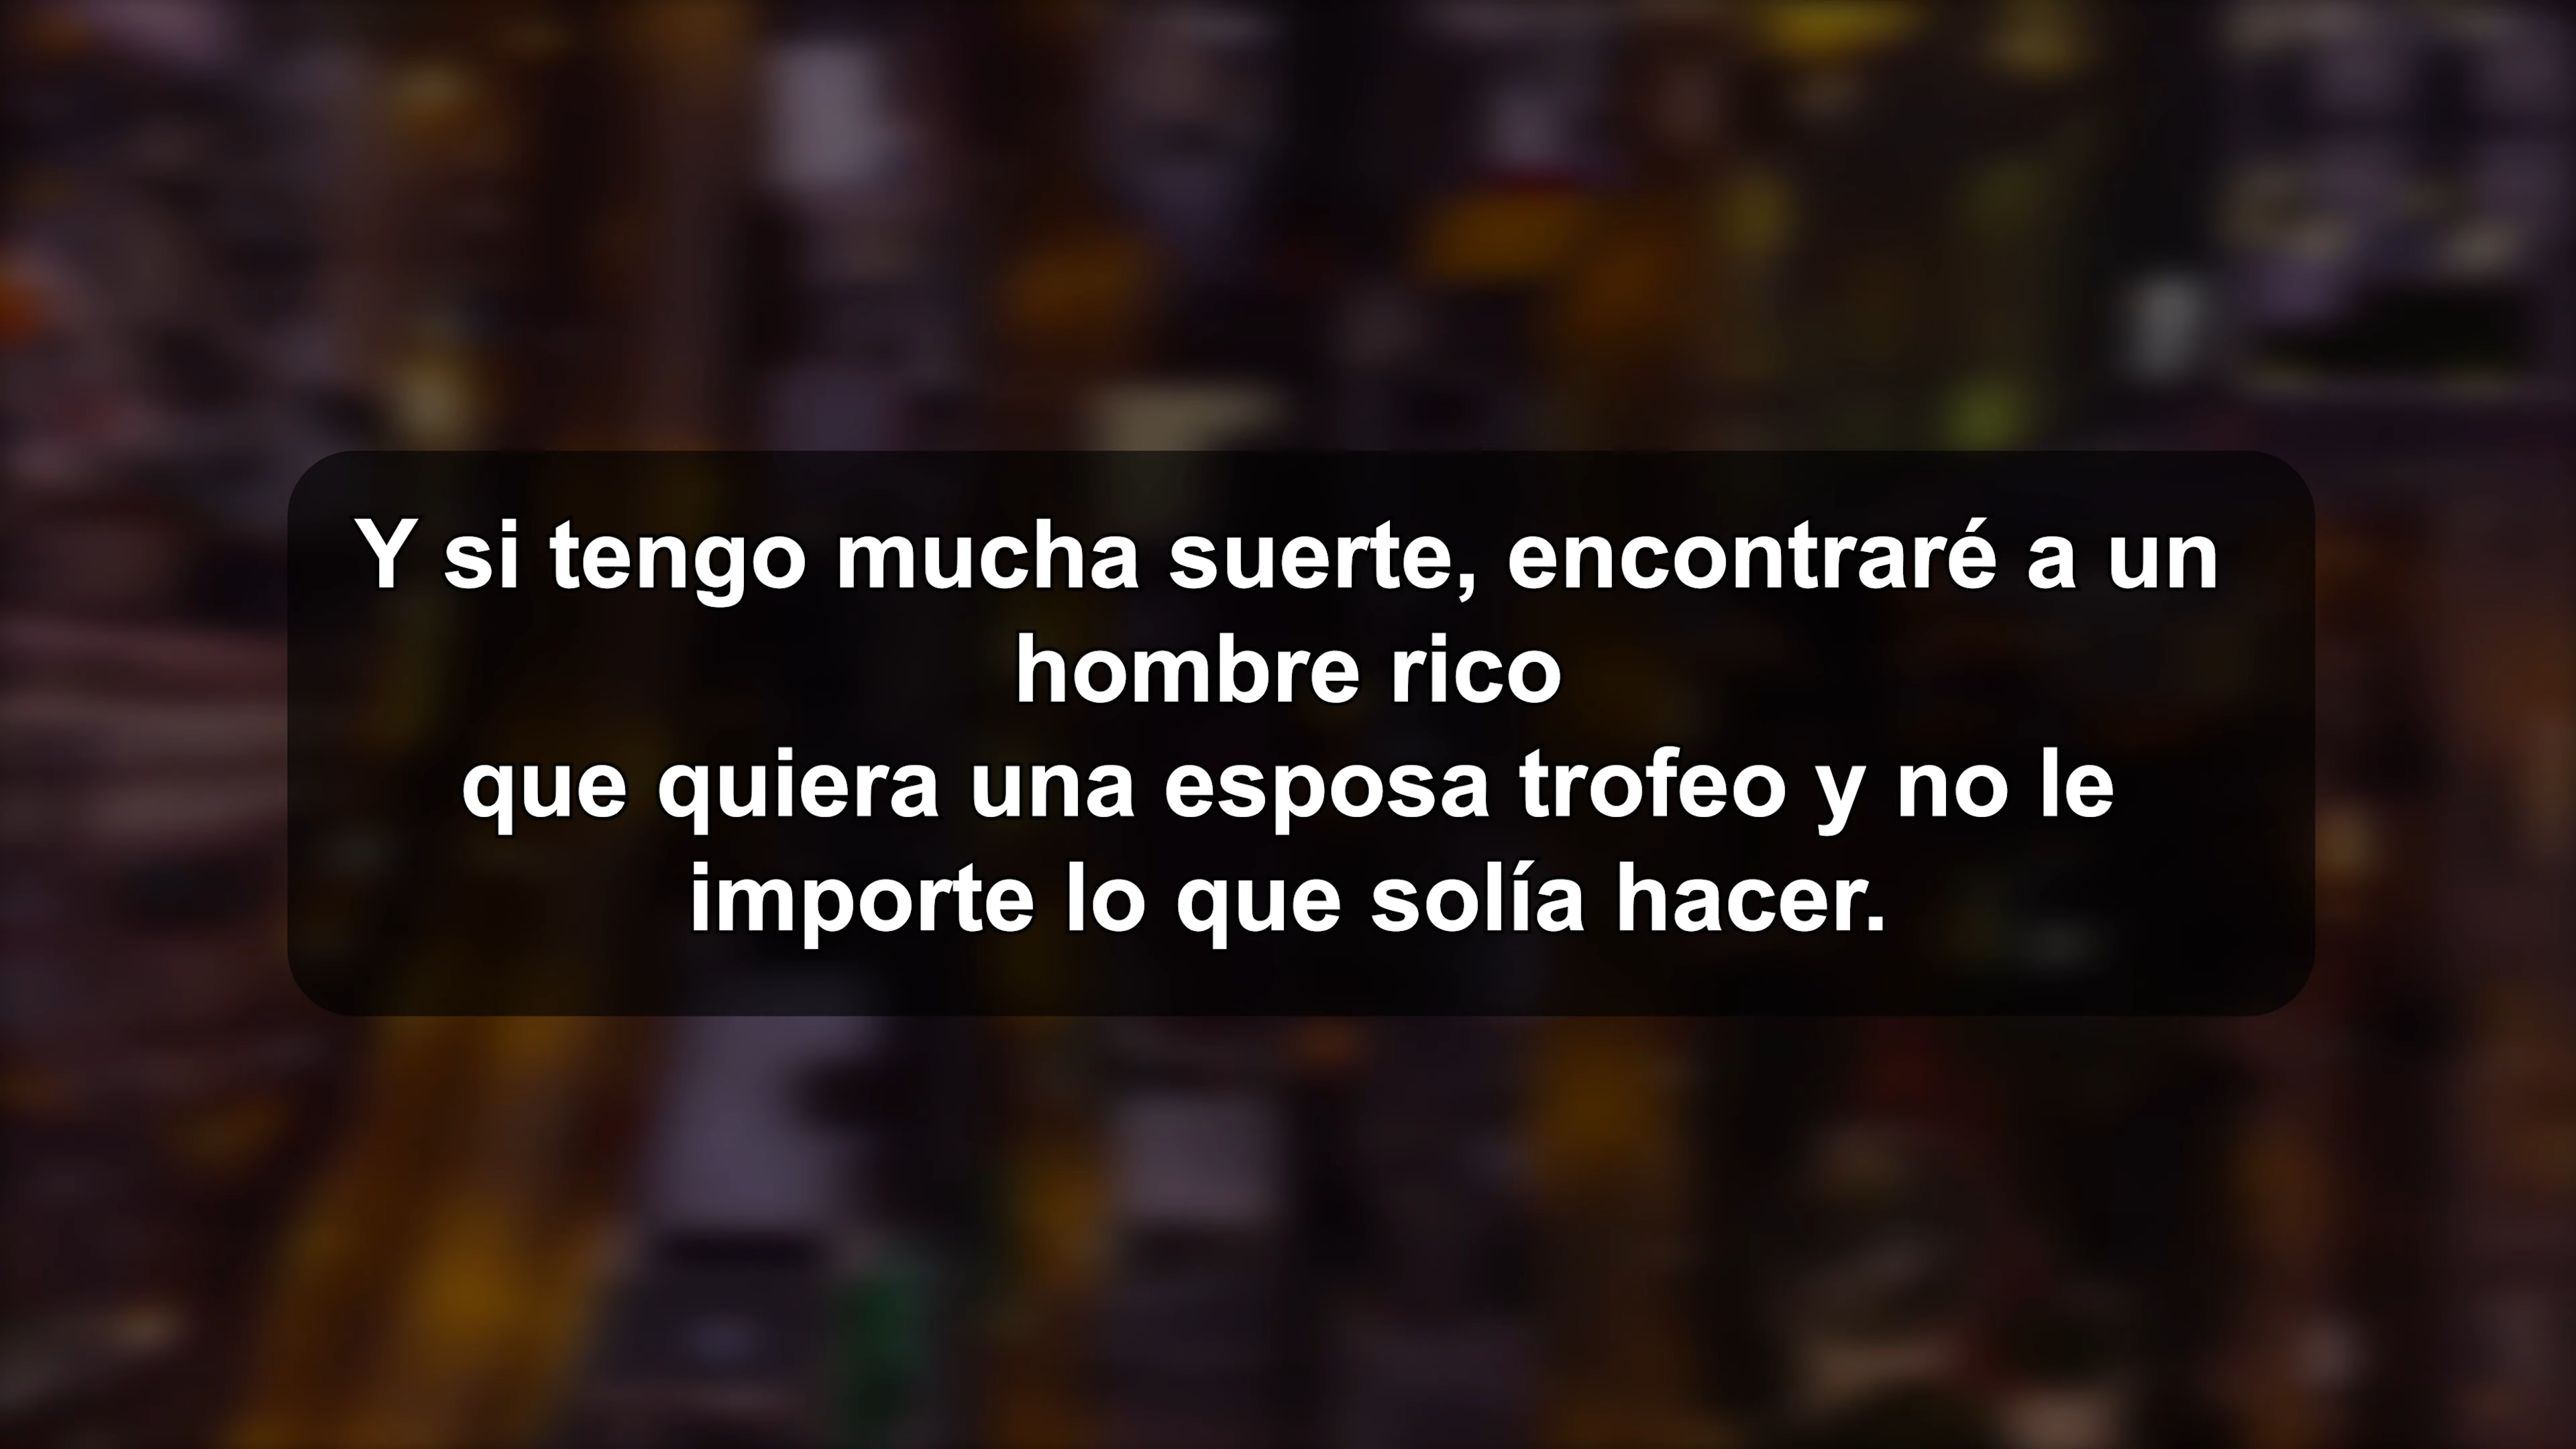 Y si tengo mucha suerte, encontraré a un
hombre rico
que quiera una esposa trofeo y no le
importe lo que solía hacer.